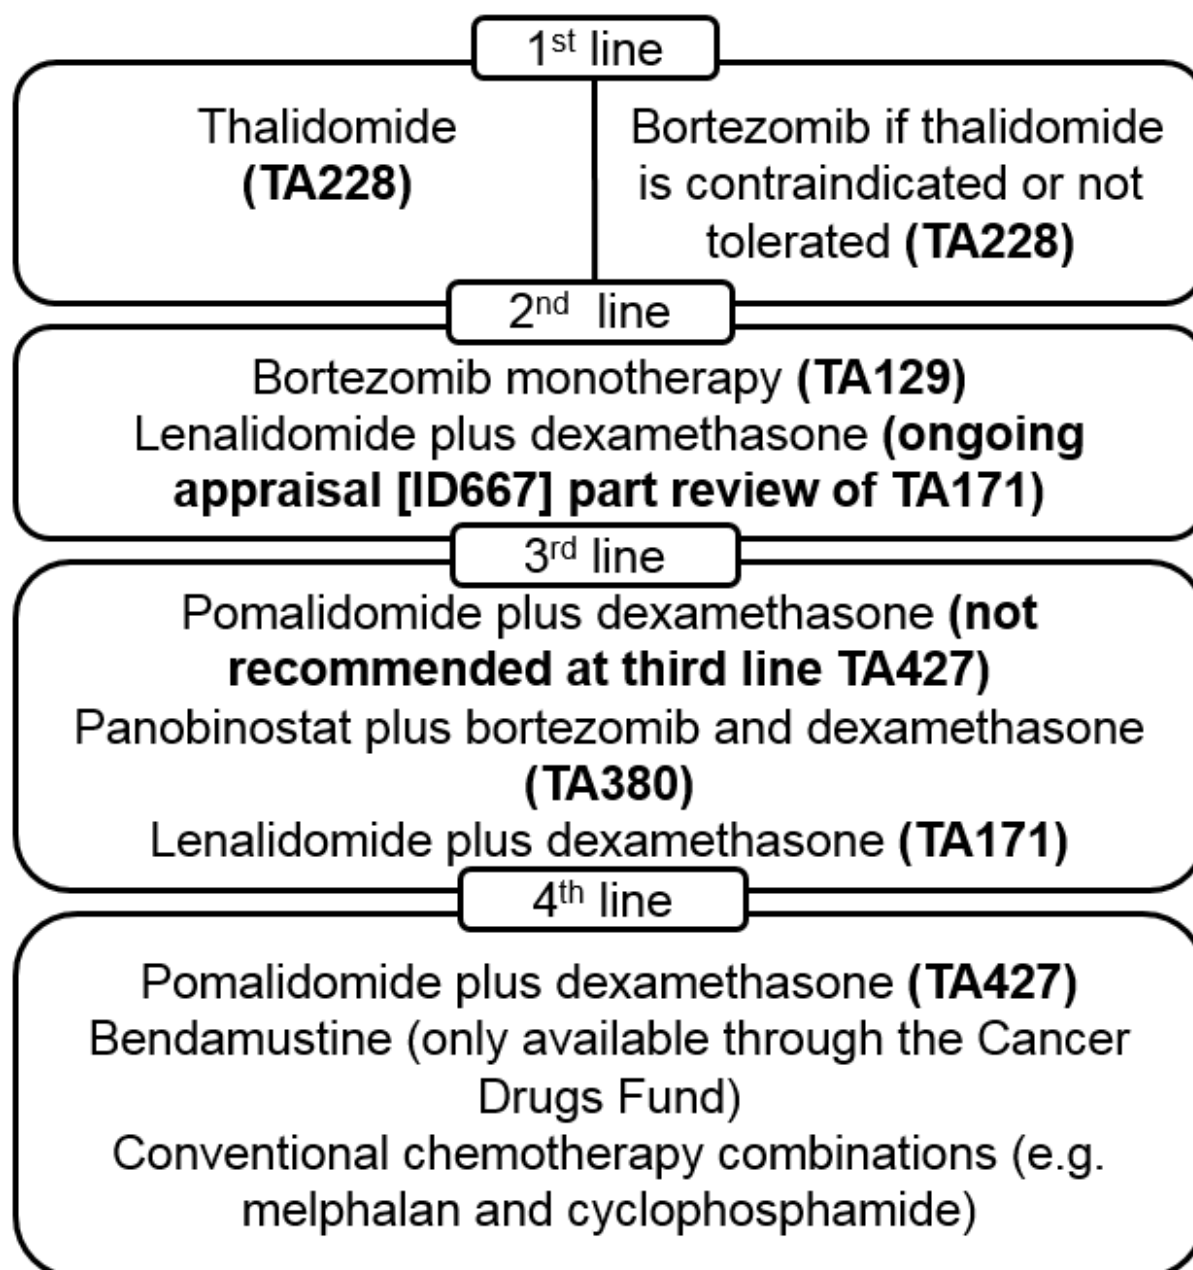 1st line
Thalidomide
(TA228)
Bortezomib if thalidomide
is contraindicated or not
tolerated (TA228)
2nd line
Bortezomib monotherapy (TA129)
Lenalidomide plus dexamethasone (ongoing
appraisal [ID667] part review of TA171)
3rd line
Pomalidomide plus dexamethasone (not
recommended at third line TA427)
Panobinostat plus bortezomib and dexamethasone
(TA380)
Lenalidomide plus dexamethasone (TA171)
4th line
Pomalidomide plus dexamethasone (TA427)
Bendamustine (only available through the Cancer
Drugs Fund)
Conventional chemotherapy combinations (e.g.
melphalan and cyclophosphamide)